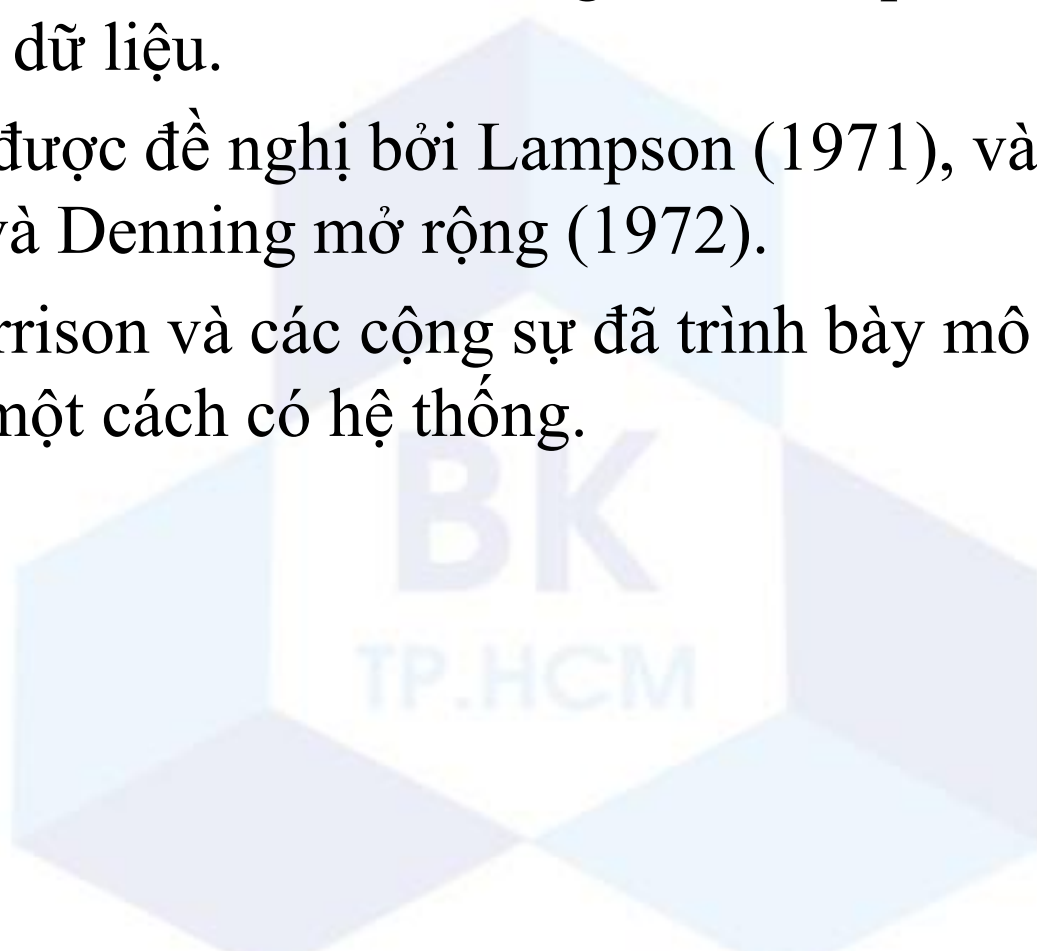 dữ liệu.
được đề nghị bởi Lampson (1971), và
và Denning mở rộng (1972).
rrison và các cộng sự đã trình bày mô
một cách có hệ thống.
BK
TP.HCM